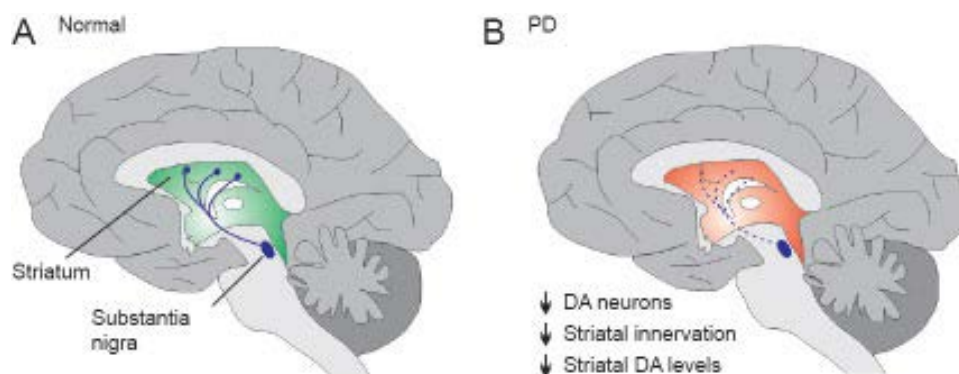 A Normal
Striatum
Substantia
nigra
B PD
↓ DA neurons
↓ Striatal innervation
↓ Striatal DA levels